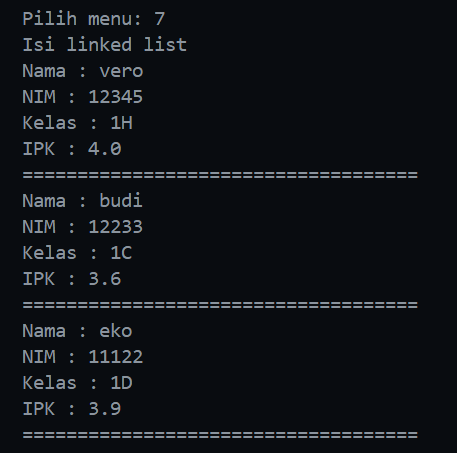 Pilih menu: 7
Isi linked list
Nama : vero
NIM : 12345
Kelas : 1H
IPK : 4.0
====================================
Nama : budi
NIM : 12233
Kelas : 1C
IPK : 3.6
====================================
Nama : eko
NIM : 11122
Kelas : 1D
IPK : 3.9
====================================